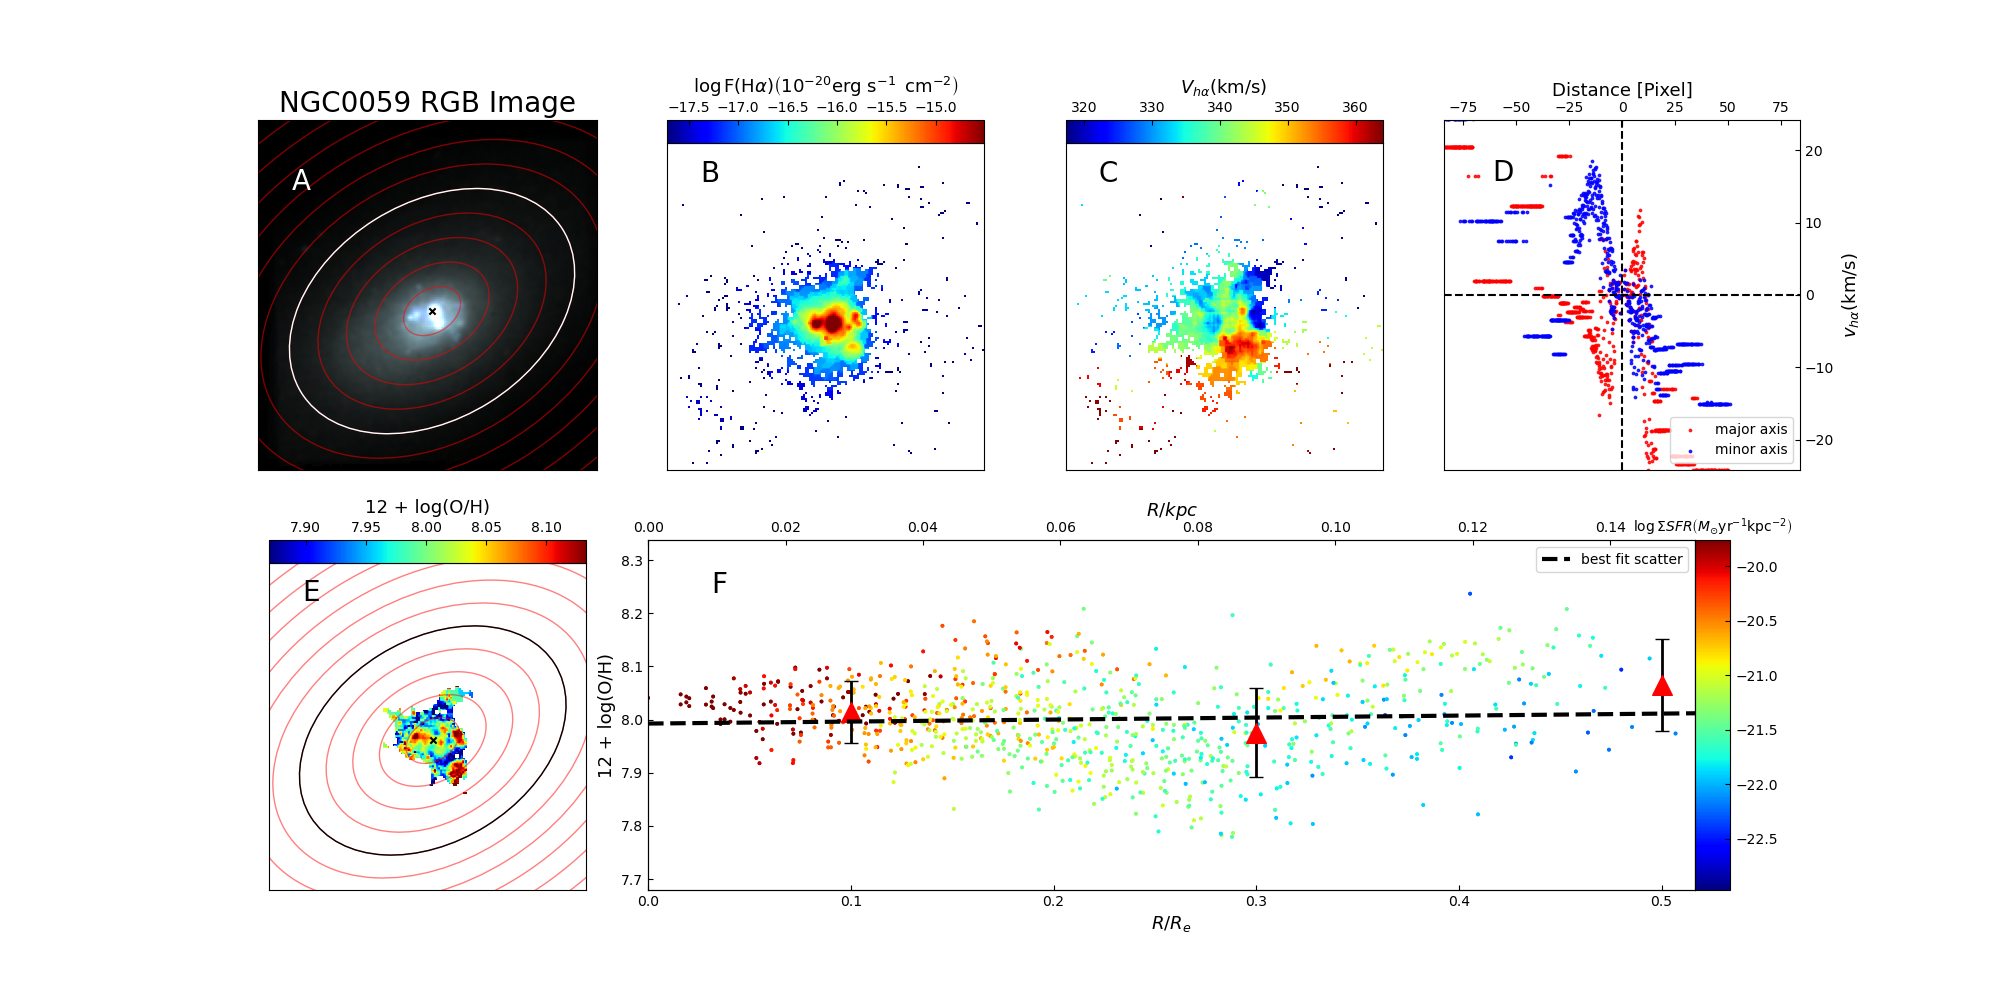 NGC0059 RGB Image
A
log F(Hα)(10⁻²⁰erg s⁻¹ cm⁻²)
−17.5 −17.0 −16.5 −16.0 −15.5 −15.0
B
V_hα(km/s)
320 330 340 350 360
C
Distance [Pixel]
−75 −50 −25 0 25 50 75
D
20
10
0
−10
−20
v_hα(km/s)
major axis
minor axis
12 + log(O/H)
7.90 7.95 8.00 8.05 8.10
E
R/kpc
0.00 0.02 0.04 0.06 0.08 0.10 0.12 0.14
log ΣSFR(M⊙yr⁻¹kpc⁻²)
F
best fit scatter
12 + log(O/H)
8.3
8.2
8.1
8.0
7.9
7.8
7.7
0.0 0.1 0.2 0.3 0.4 0.5
R/R_e
−20.0
−20.5
−21.0
−21.5
−22.0
−22.5